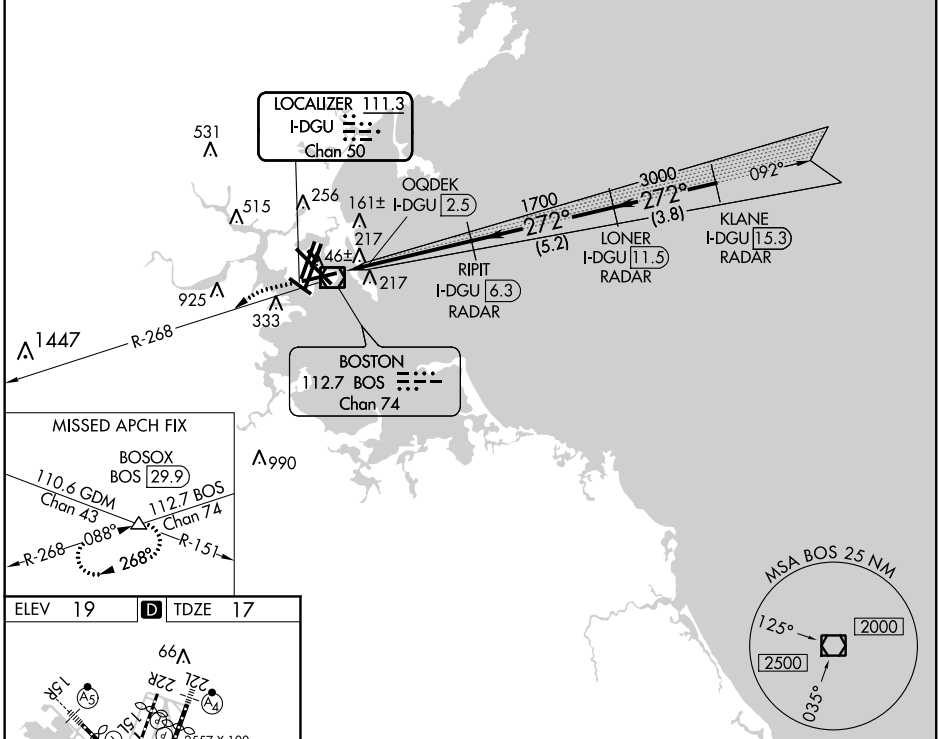 LOCALIZER 111.3
I-DGU
Chan 50
531
515
256
161±
217
46±
217
925
333
1447
R-268
OQDEK
I-DGU 2.5
1700
272°
(5.2)
3000
272°
(3.8)
092°
RIPIT
I-DGU 6.3
RADAR
LONER
I-DGU 11.5
RADAR
KLANE
I-DGU 15.3
RADAR
BOSTON
112.7 BOS
Chan 74
990
MISSED APCH FIX
BOSOX
BOS 29.9
110.6 GDM
Chan 43
112.7 BOS
Chan 74
R-268
088°
268°
R-151
MSA BOS 25 NM
125°
2000
2500
035°
ELEV 19 D TDZE 17
99
15R
A5
15L
22R
22L
A4
P